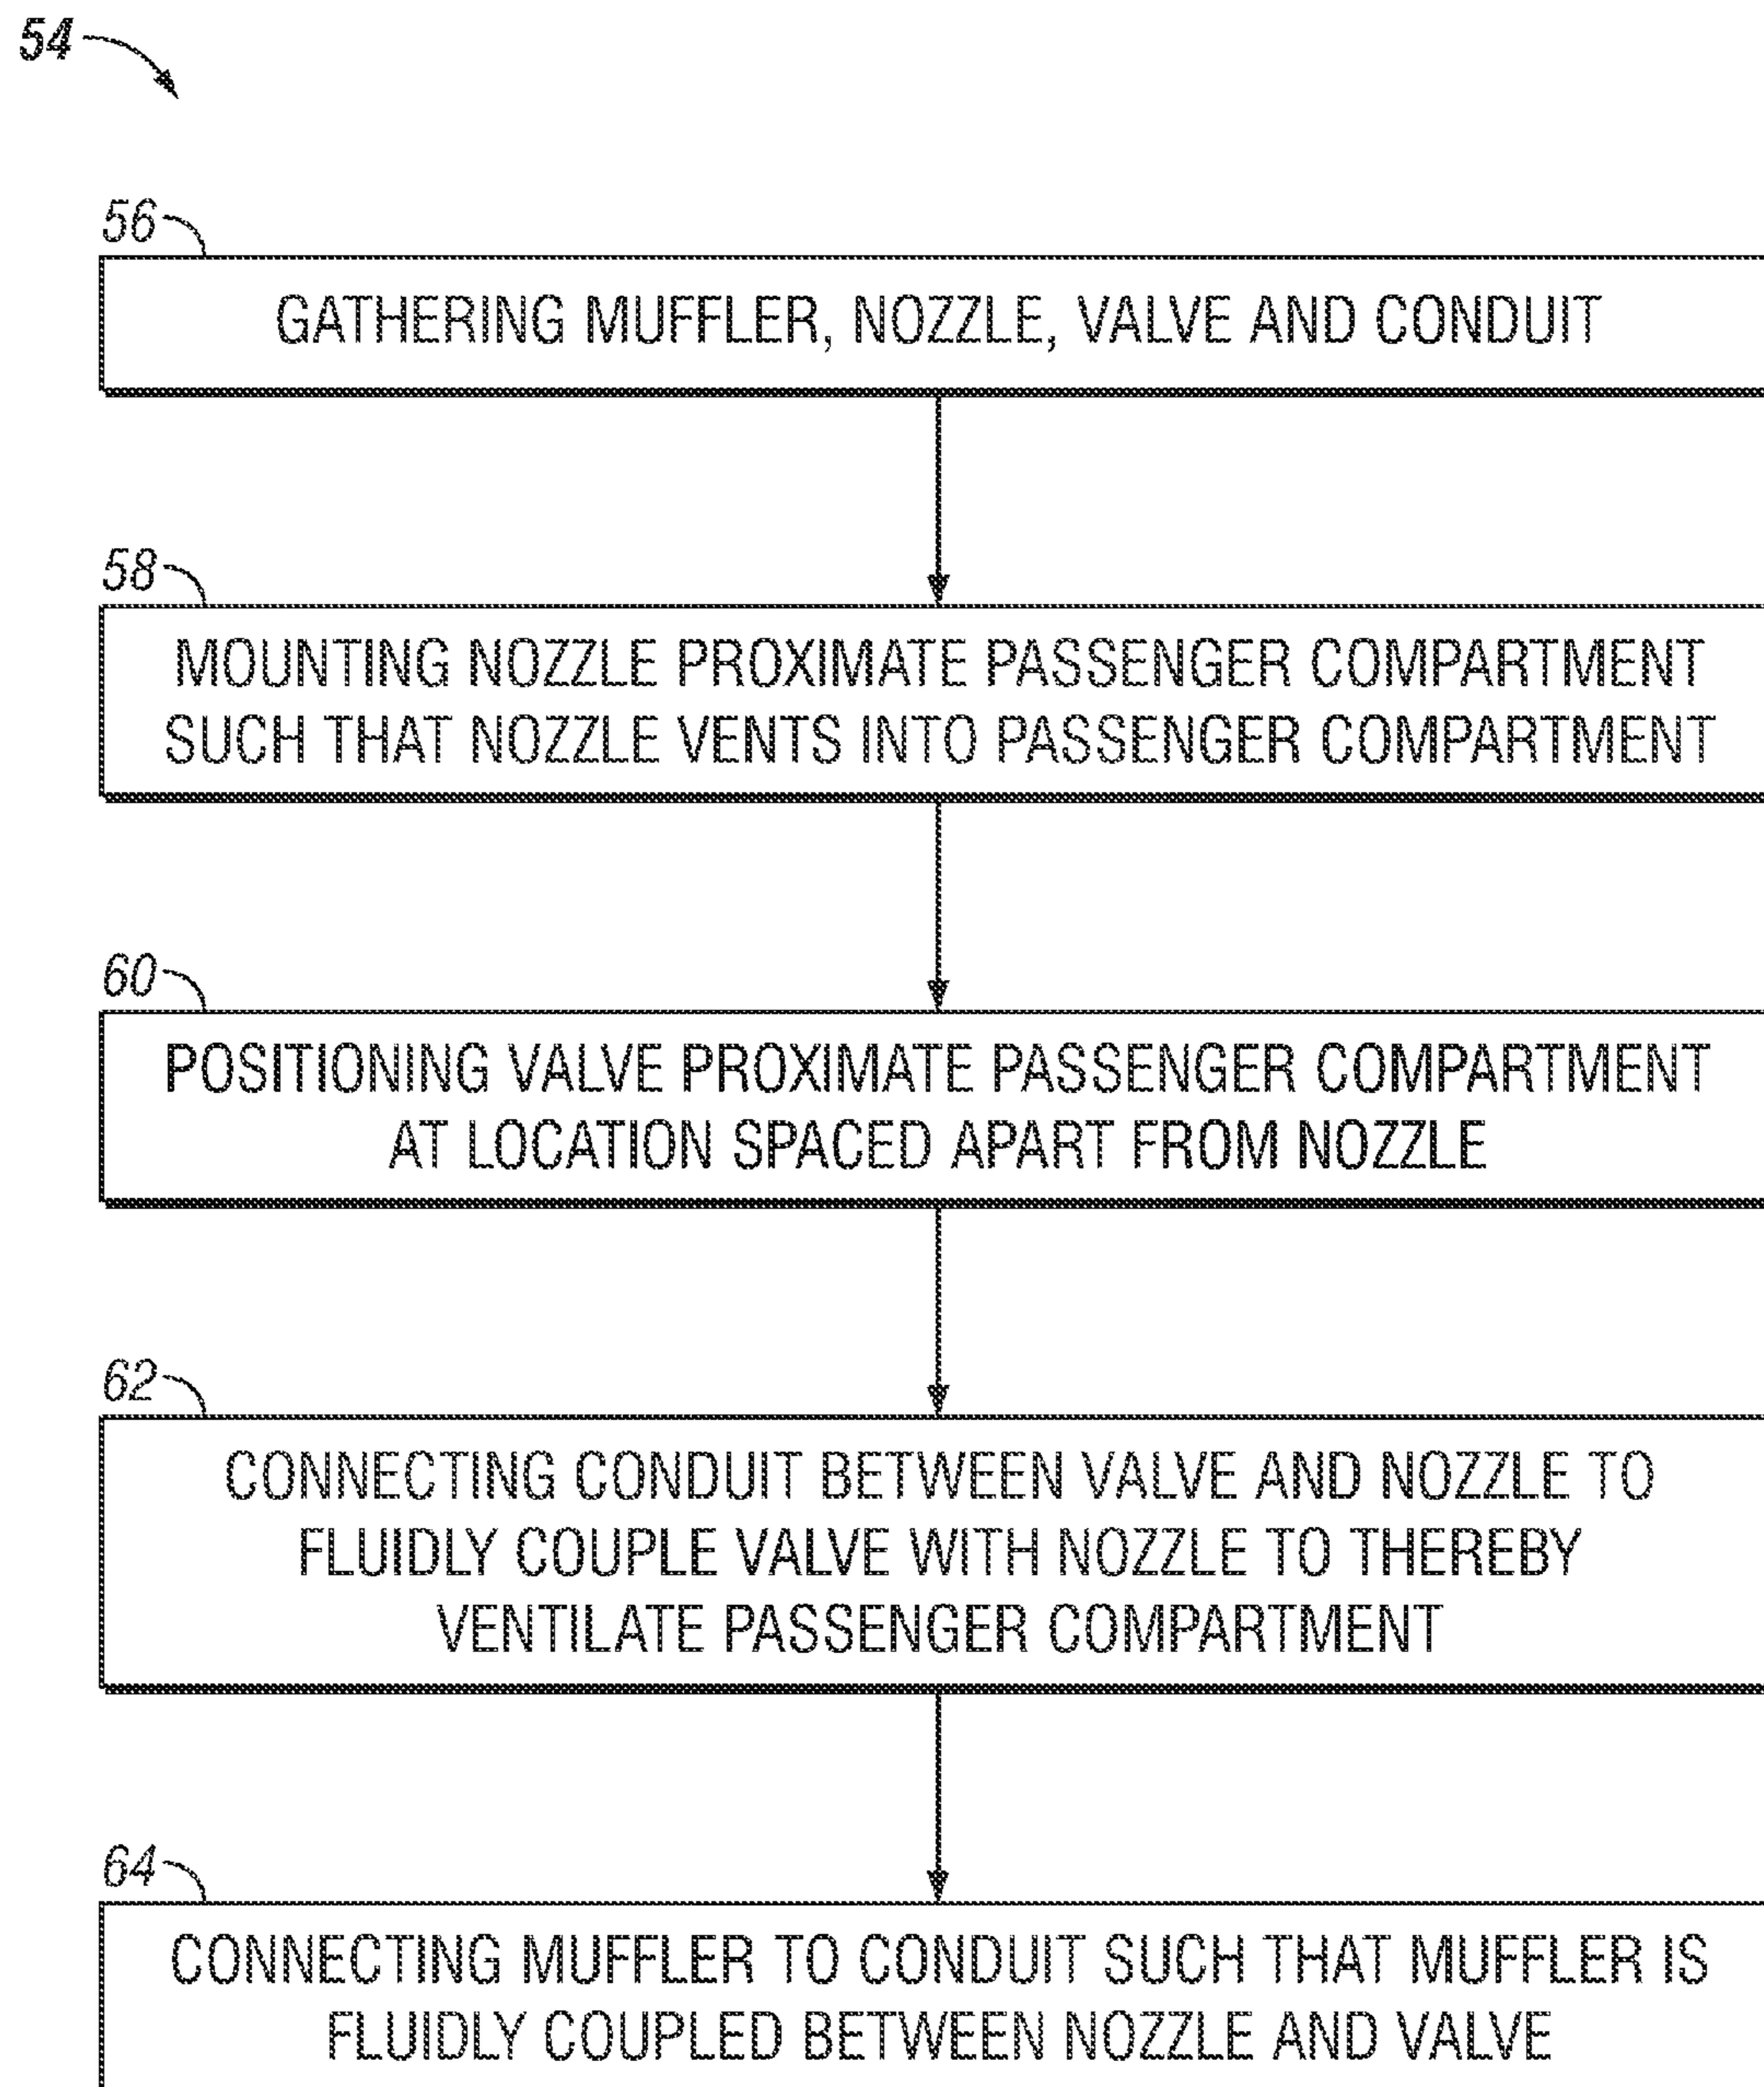 54
56
GATHERING MUFFLER, NOZZLE, VALVE AND CONDUIT
58
MOUNTING NOZZLE PROXIMATE PASSENGER COMPARTMENT
SUCH THAT NOZZLE VENTS INTO PASSENGER COMPARTMENT
60
POSITIONING VALVE PROXIMATE PASSENGER COMPARTMENT
AT LOCATION SPACED APART FROM NOZZLE
62
CONNECTING CONDUIT BETWEEN VALVE AND NOZZLE TO
FLUIDLY COUPLE VALVE WITH NOZZLE TO THEREBY
VENTILATE PASSENGER COMPARTMENT
64
CONNECTING MUFFLER TO CONDUIT SUCH THAT MUFFLER IS
FLUIDLY COUPLED BETWEEN NOZZLE AND VALVE